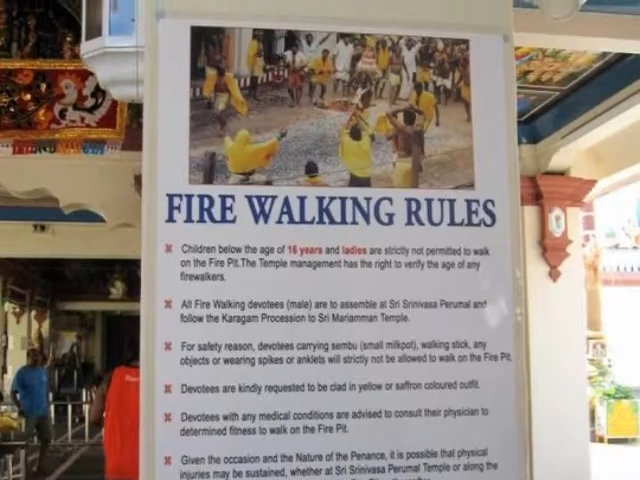 FIRE WALKING RULES
Children below the age of 16 years and ladies are strictly not permitted to walk
on the Fire Pit.The Temple management has the right to verify the age of any
firewalkers.
All Fire Walking devotees (male) are to assemble at Sri Srinivasa Perumal and
follow the Karagam Procession to Sri Mariamman Temple.
For safety reason, devotees carrying sembu (small milkpot), walking stick, any
objects or wearing spikes or anklets will strictly not be allowed to walk on the Fire Pit.
Devotees are kindly requested to be clad in yellow or saffron coloured outfit.
Devotees with any medical conditions are advised to consult their physician to
determined fitness to walk on the Fire Pit.
Given the occasion and the Nature of the Penance, it is possible that physical
injuries may be sustained, whether at Sri Srinivasa Perumal Temple or along the